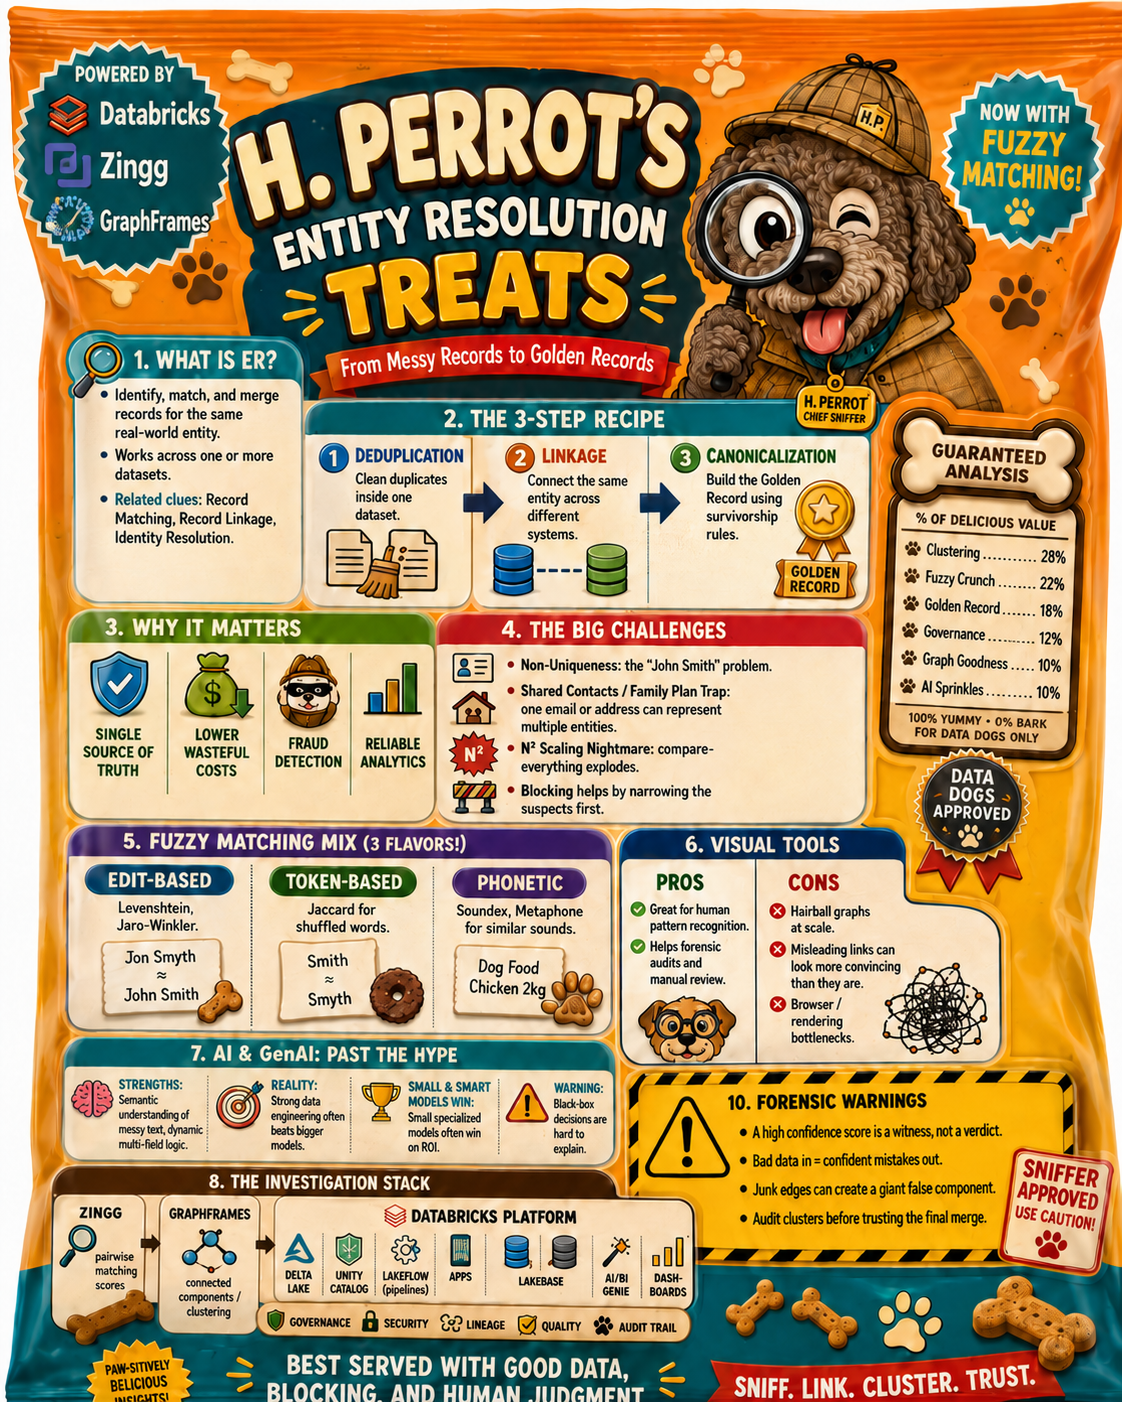 POWERED BY
Databricks
Zingg
GraphFrames
H. PERROT'S
ENTITY RESOLUTION
TREATS
From Messy Records to Golden Records
H.P.
NOW WITH
FUZZY
MATCHING!
H. PERROT
CHIEF SNIFFER
1. WHAT IS ER?
• Identify, match, and merge
records for the same
real-world entity.
• Works across one or more
datasets.
• Related clues: Record
Matching, Record Linkage,
Identity Resolution.
2. THE 3-STEP RECIPE
1 DEDUPLICATION
Clean duplicates
inside one
dataset.
2 LINKAGE
Connect the same
entity across
different
systems.
3 CANONICALIZATION
Build the Golden
Record using
survivorship
rules.
GOLDEN
RECORD
GUARANTEED
ANALYSIS
% OF DELICIOUS VALUE
Clustering ........ 28%
Fuzzy Crunch ....... 22%
Golden Record ..... 18%
Governance .......... 12%
Graph Goodness ..... 10%
AI Sprinkles ........ 10%
100% YUMMY • 0% BARK
FOR DATA DOGS ONLY
DATA
DOGS
APPROVED
3. WHY IT MATTERS
$
SINGLE
SOURCE OF
TRUTH
LOWER
WASTEFUL
COSTS
FRAUD
DETECTION
RELIABLE
ANALYTICS
4. THE BIG CHALLENGES
• Non-Uniqueness: the “John Smith” problem.
• Shared Contacts / Family Plan Trap:
one email or address can represent
multiple entities.
N²
• N² Scaling Nightmare: compare-
everything explodes.
• Blocking helps by narrowing the
suspects first.
5. FUZZY MATCHING MIX (3 FLAVORS!)
EDIT-BASED
Levenshtein,
Jaro-Winkler.
Jon Smyth
≈
John Smith
TOKEN-BASED
Jaccard for
shuffled words.
Smith
≈
Smyth
PHONETIC
Soundex, Metaphone
for similar sounds.
Dog Food
Chicken 2kg
6. VISUAL TOOLS
PROS
Great for human
pattern recognition.
Helps forensic
audits and
manual review.
CONS
Hairball graphs
at scale.
Misleading links can
look more convincing
than they are.
Browser /
rendering
bottlenecks.
7. AI & GenAI: PAST THE HYPE
STRENGTHS:
Semantic
understanding of
messy text, dynamic
multi-field logic.
REALITY:
Strong data
engineering often
beats bigger
models.
SMALL & SMART
MODELS WIN:
Small specialized
models often win
on ROI.
WARNING:
Black-box
decisions are
hard to
explain.
10. FORENSIC WARNINGS
• A high confidence score is a witness, not a verdict.
• Bad data in = confident mistakes out.
• Junk edges can create a giant false component.
• Audit clusters before trusting the final merge.
SNIFFER
APPROVED
USE CAUTION!
8. THE INVESTIGATION STACK
ZINGG
pairwise
matching
scores
GRAPHFRAMES
connected
components /
clustering
DATABRICKS PLATFORM
DELTA
LAKE
UNITY
CATALOG
LAKEFLOW
(pipelines)
APPS
LAKEBASE
AI/BI
GENIE
DASH-
BOARDS
GOVERNANCE
SECURITY
LINEAGE
QUALITY
AUDIT TRAIL
PAW-SITIVELY
BELICIOUS
INSIGHTS!
BEST SERVED WITH GOOD DATA,
BLOCKING, AND HUMAN JUDGMENT
SNIFF. LINK. CLUSTER. TRUST.